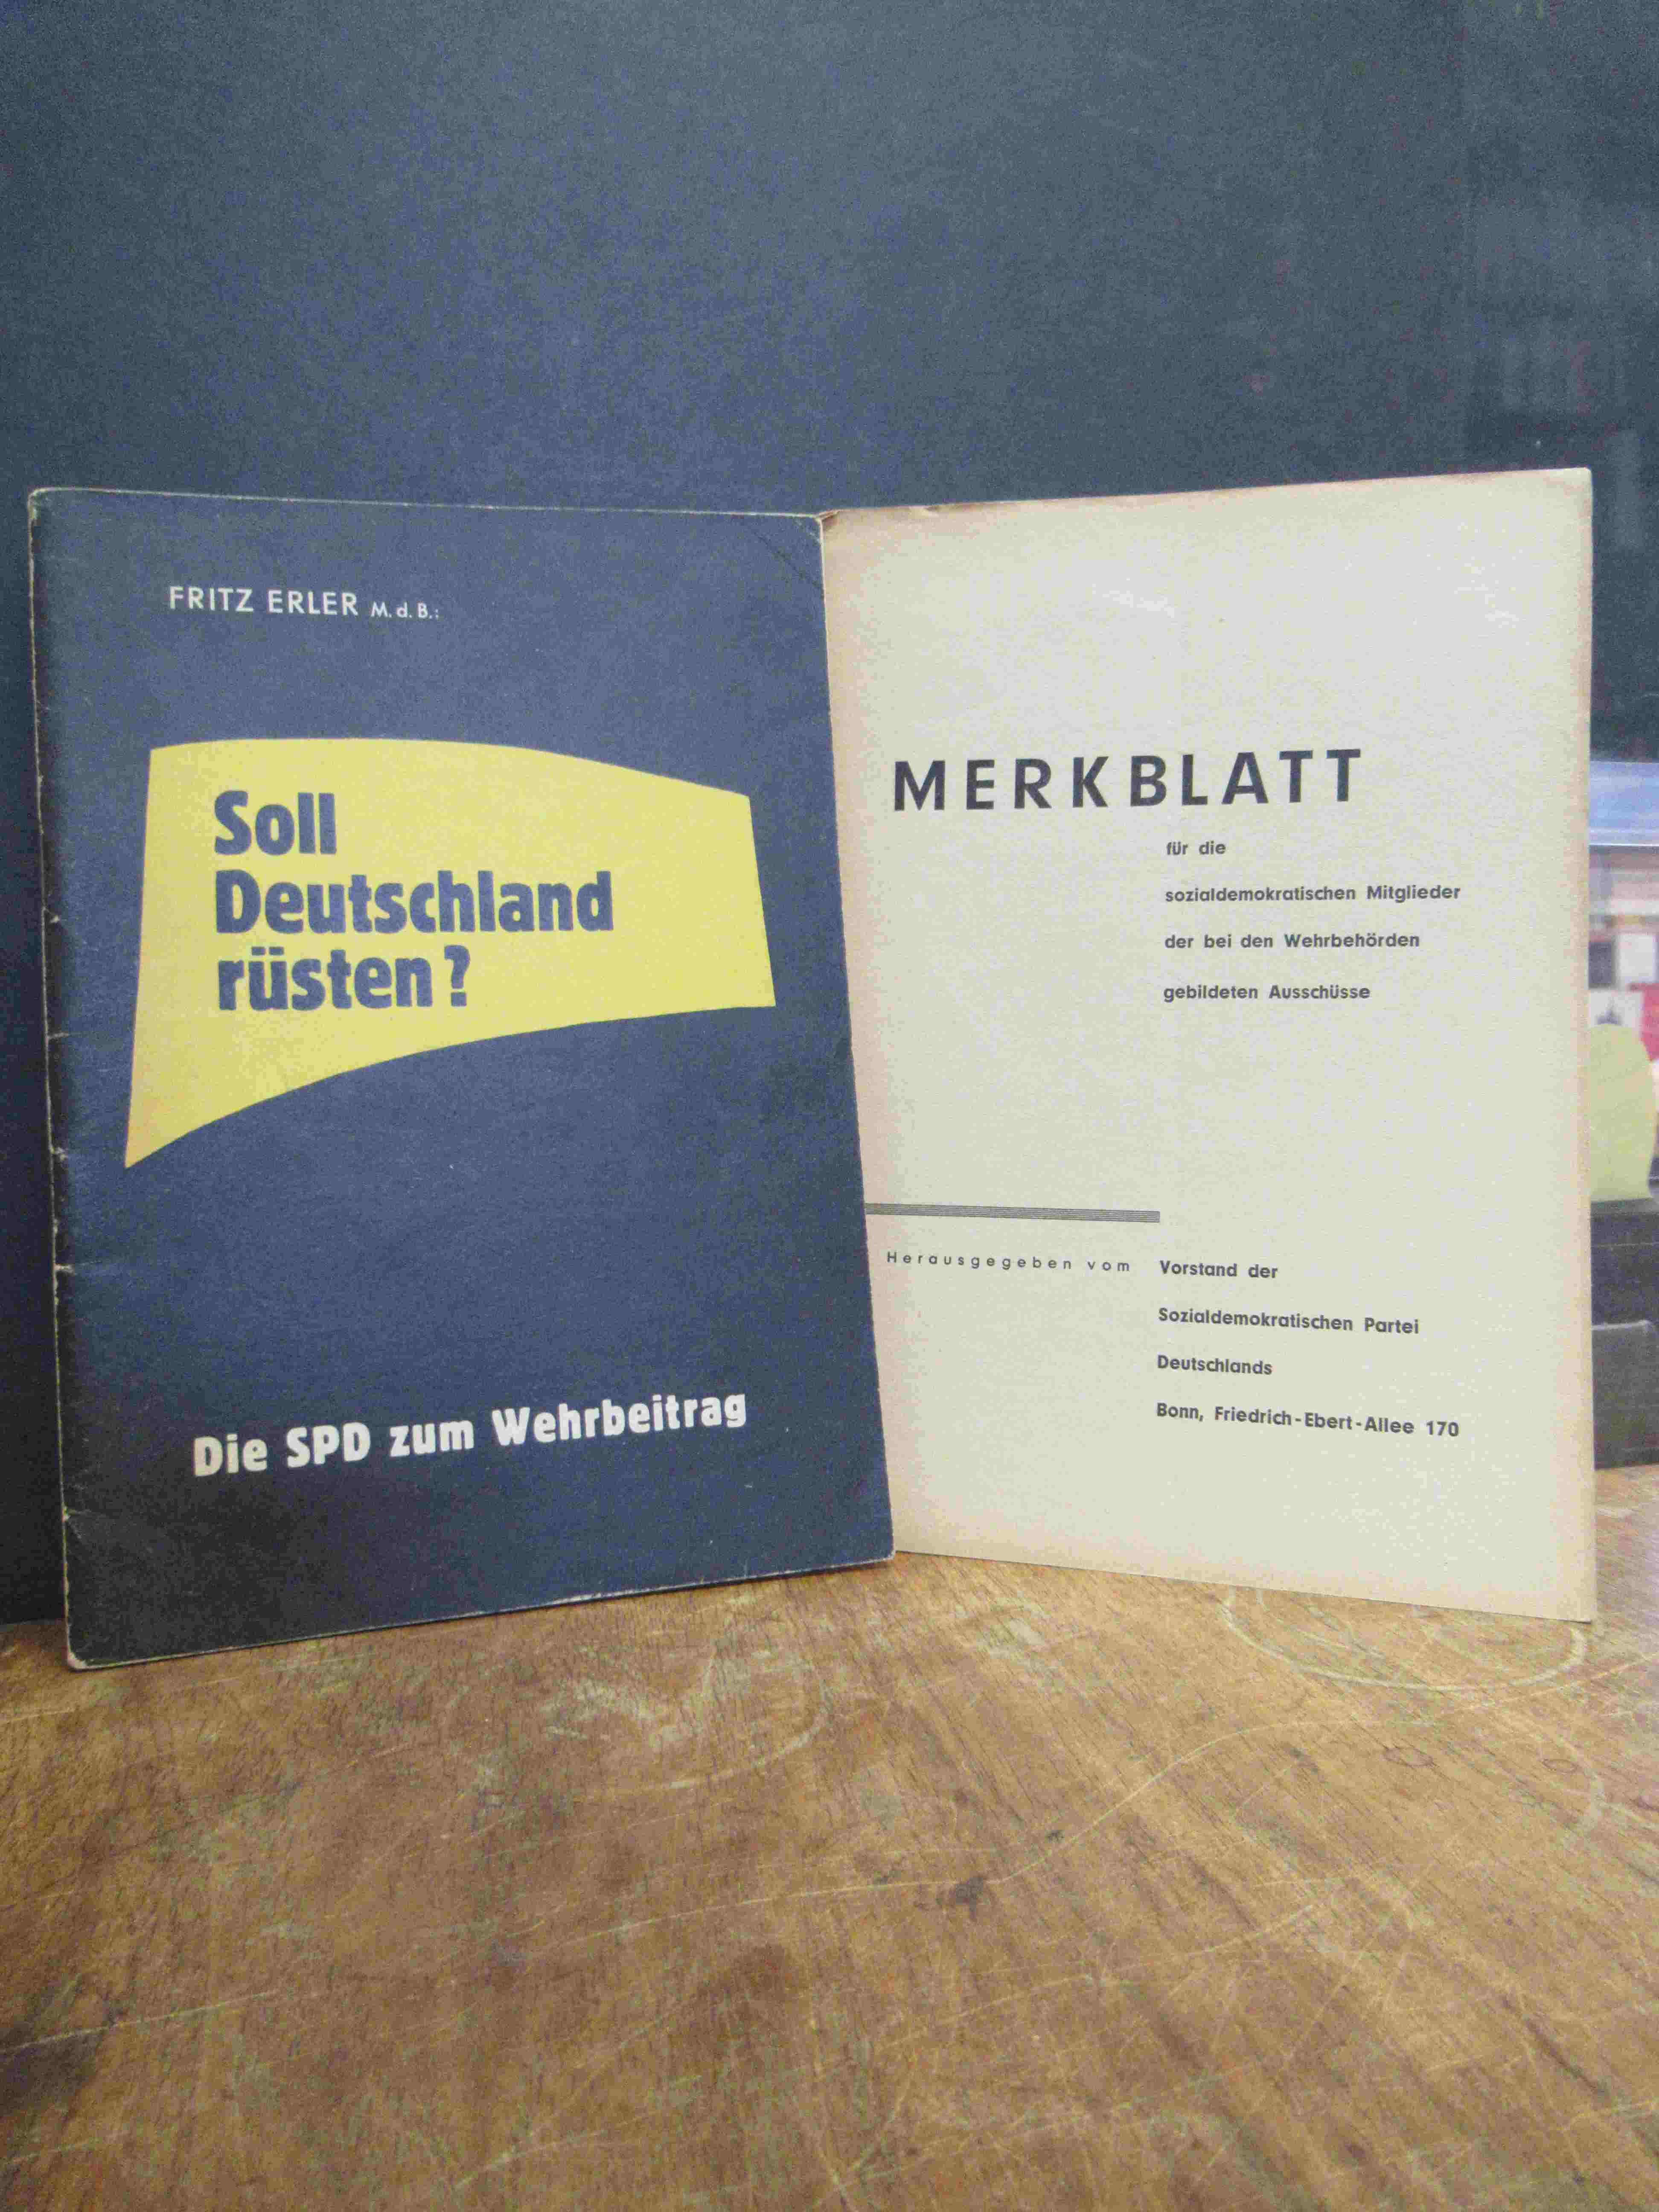 FRITZ ERLER M.d.B.:
Soll
Deutschland
rüsten?
Die SPD zum Wehrbeitrag
MERKBLATT
für die
sozialdemokratischen Mitglieder
der bei den Wehrbehörden
gebildeten Ausschüsse
Herausgegeben vom Vorstand der
Sozialdemokratischen Partei
Deutschlands
Bonn, Friedrich-Ebert-Allee 170